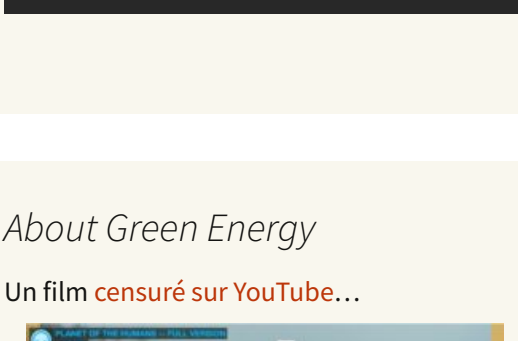 About Green Energy
Un film censuré sur YouTube…
PLANET OF THE HUMANS – FULL VERSION